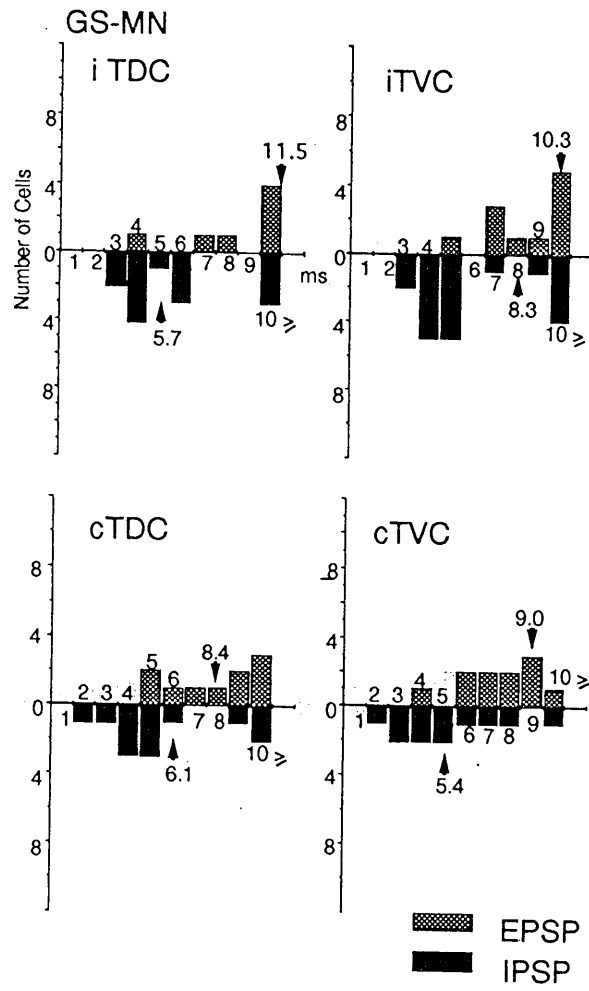 GS-MN
i TDC
Number of Cells
8
4
0
4
8
1 2 3 4 5 6 7 8 9 10 ≥
ms
11.5
5.7
iTVC
8
4
0
4
8
1 2 3 4 6 7 8 9 10 ≥
10.3
8.3
cTDC
8
4
0
4
8
1 2 3 4 5 6 7 8 10 ≥
8.4
6.1
cTVC
8
4
0
4
8
1 2 3 4 5 6 7 8 9 10 ≥
9.0
5.4
EPSP
IPSP